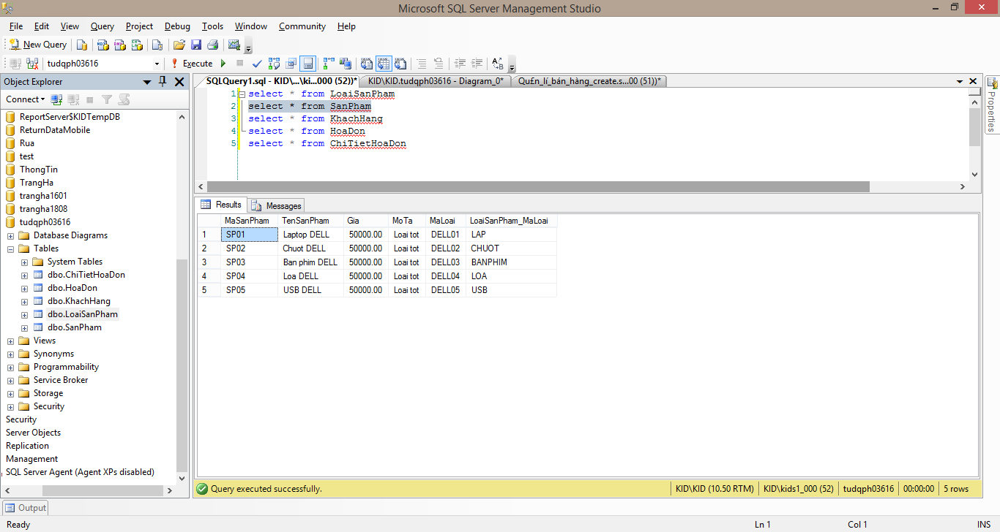 Microsoft SQL Server Management Studio
File Edit View Query Project Debug Tools Window Community Help
New Query
tudqph03616 Execute
Object Explorer
Connect
ReportServer$KIDTempDB
ReturnDataMobile
Rua
test
ThongTin
TrangHa
trangha1601
trangha1808
tudqph03616
Database Diagrams
Tables
System Tables
dbo.ChiTietHoaDon
dbo.HoaDon
dbo.KhachHang
dbo.LoaiSanPham
dbo.SanPham
Views
Synonyms
Programmability
Service Broker
Storage
Security
Security
Server Objects
Replication
Management
SQL Server Agent (Agent XPs disabled)
SQLQuery1.sql - KID\...\ki...000 (52))* KID\KID.tudqph03616 - Diagram_0* Qu£n_lí_bán_hàng_create.s...00 (51))*
1 select * from LoaiSanPham
2 select * from SanPham
3 select * from KhachHang
4 select * from HoaDon
5 select * from ChiTietHoaDon
Results Messages
MaSanPham TenSanPham Gia MoTa MaLoai LoaiSanPham_MaLoai
1 SP01 Laptop DELL 50000.00 Loai tot DELL01 LAP
2 SP02 Chuot DELL 50000.00 Loai tot DELL02 CHUOT
3 SP03 Ban phim DELL 50000.00 Loai tot DELL03 BANPHIM
4 SP04 Loa DELL 50000.00 Loai tot DELL04 LOA
5 SP05 USB DELL 50000.00 Loai tot DELL05 USB
Query executed successfully. KID\KID (10.50 RTM) KID\kids1_000 (52) tudqph03616 00:00:00 5 rows
Properties
Output
Ready Ln 1 Col 1 INS